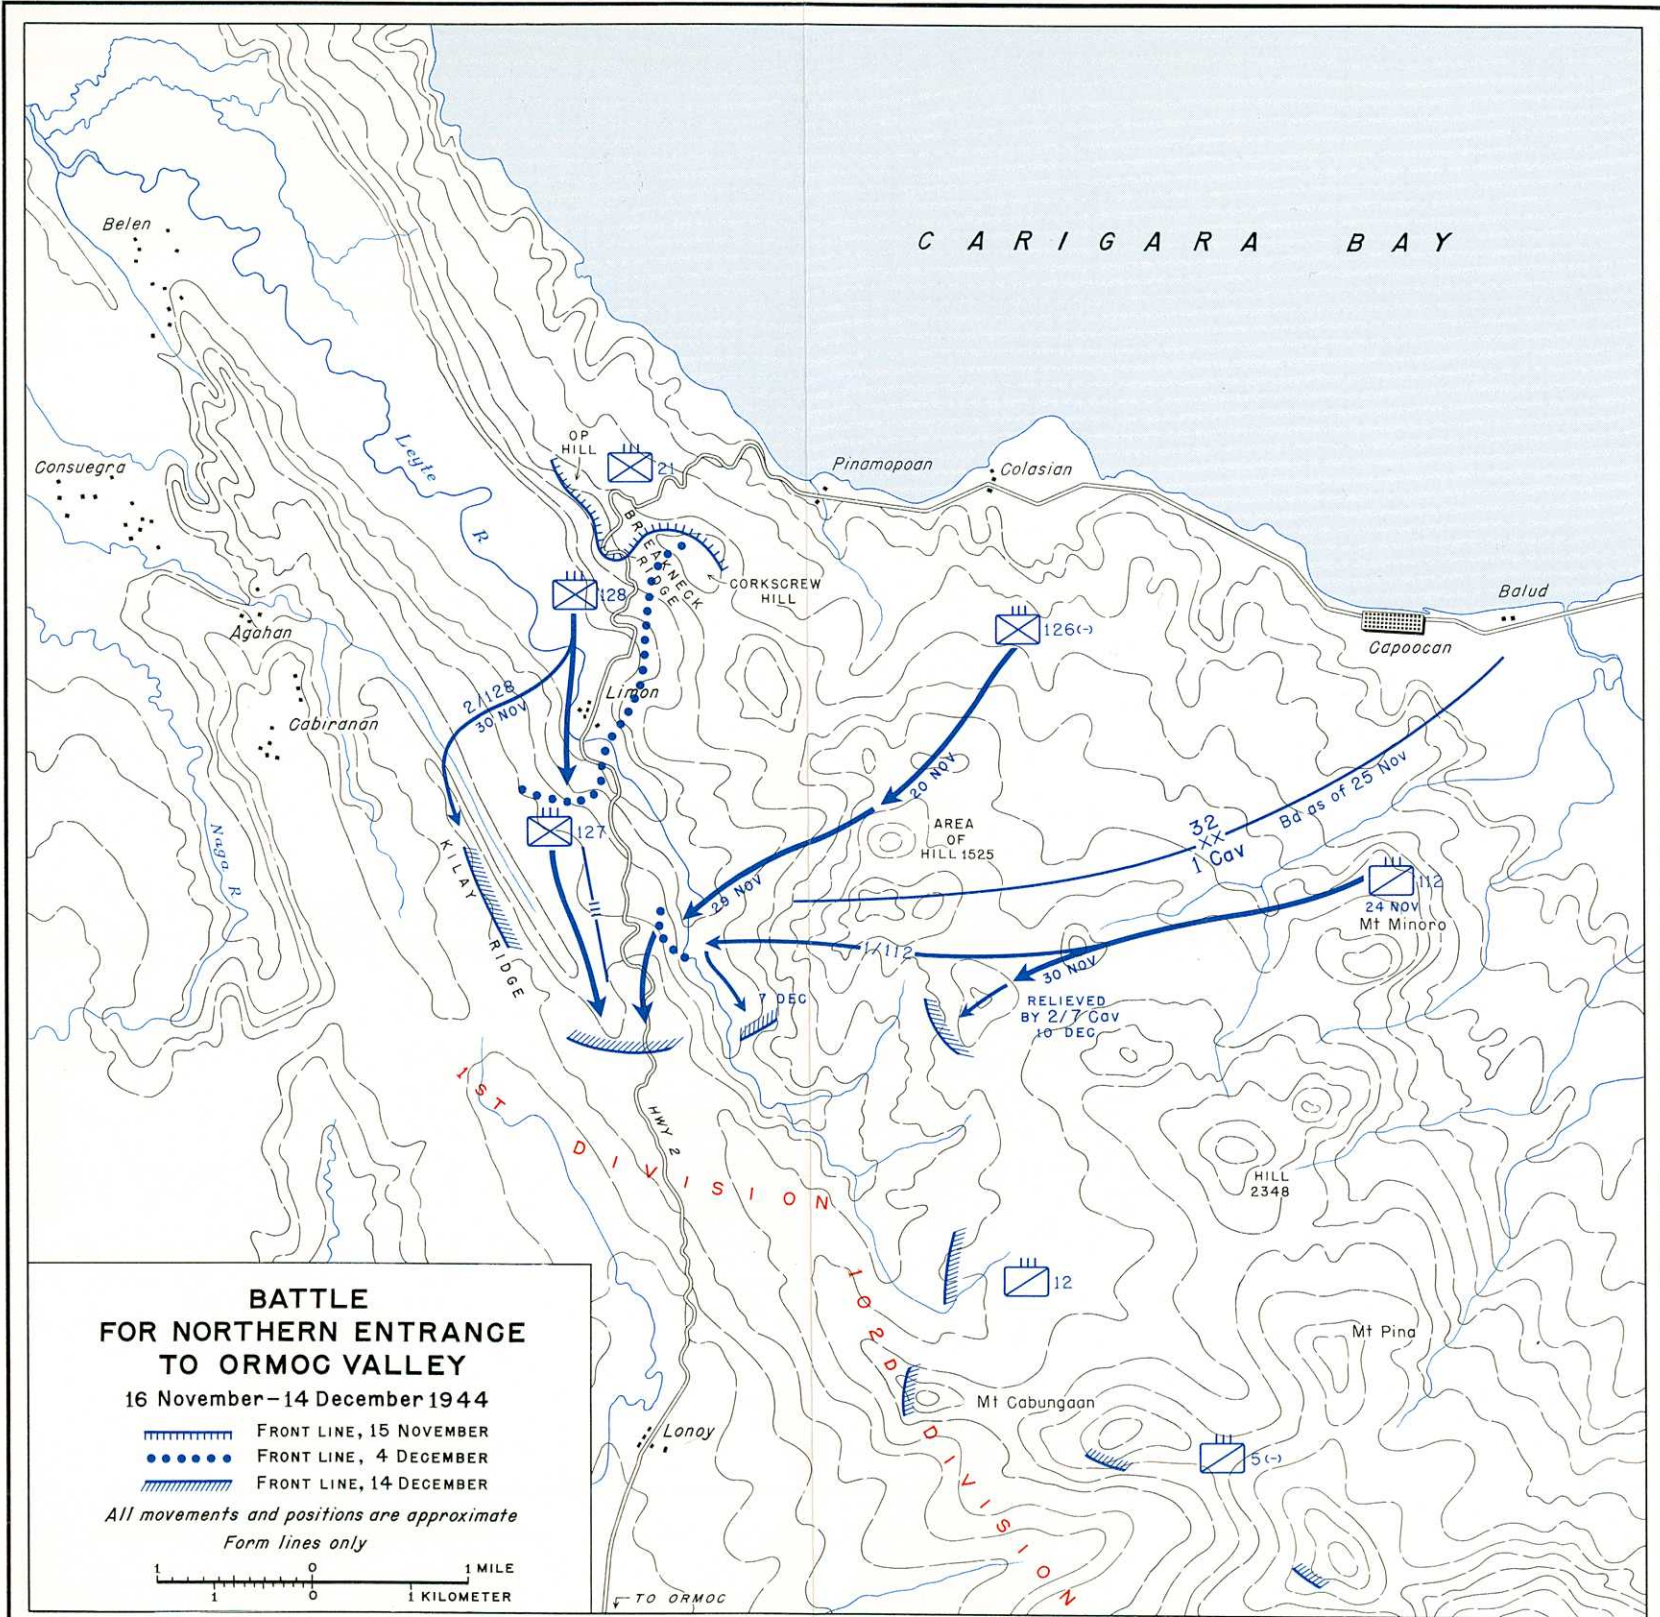 CARIGARA BAY
Belen
Leyte
R
Consuegra
OP
HILL
21
Pinamopoan
Colasian
BREAKNECK
RIDGE
CORKSCREW
HILL
128
Agahan
126(-)
Balud
Capoocan
2/128
30 NOV
Limon
Cabiranan
20 NOV
Naga R
127
KILAY
RIDGE
AREA
OF
HILL 1525
32
XX
1 Cav
Bd as of 25 Nov
29 NOV
112
24 NOV
Mt Minoro
1/112
30 NOV
7 DEC
RELIEVED
BY 2/7 Cav
10 DEC
1ST DIVISION
HWY 2
HILL
2348
12
102D DIVISION
Mt Pina
Mt Cabungaan
5(-)
Lonoy
TO ORMOC
BATTLE
FOR NORTHERN ENTRANCE
TO ORMOC VALLEY
16 November–14 December 1944
FRONT LINE, 15 NOVEMBER
FRONT LINE, 4 DECEMBER
FRONT LINE, 14 DECEMBER
All movements and positions are approximate
Form lines only
1 0 1 MILE
1 0 1 KILOMETER